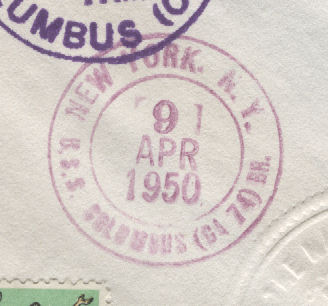 UMBUS (C
NEW YORK, N.Y.
9
APR
1950
U.S.S. COLUMBUS (CA 74) BR.